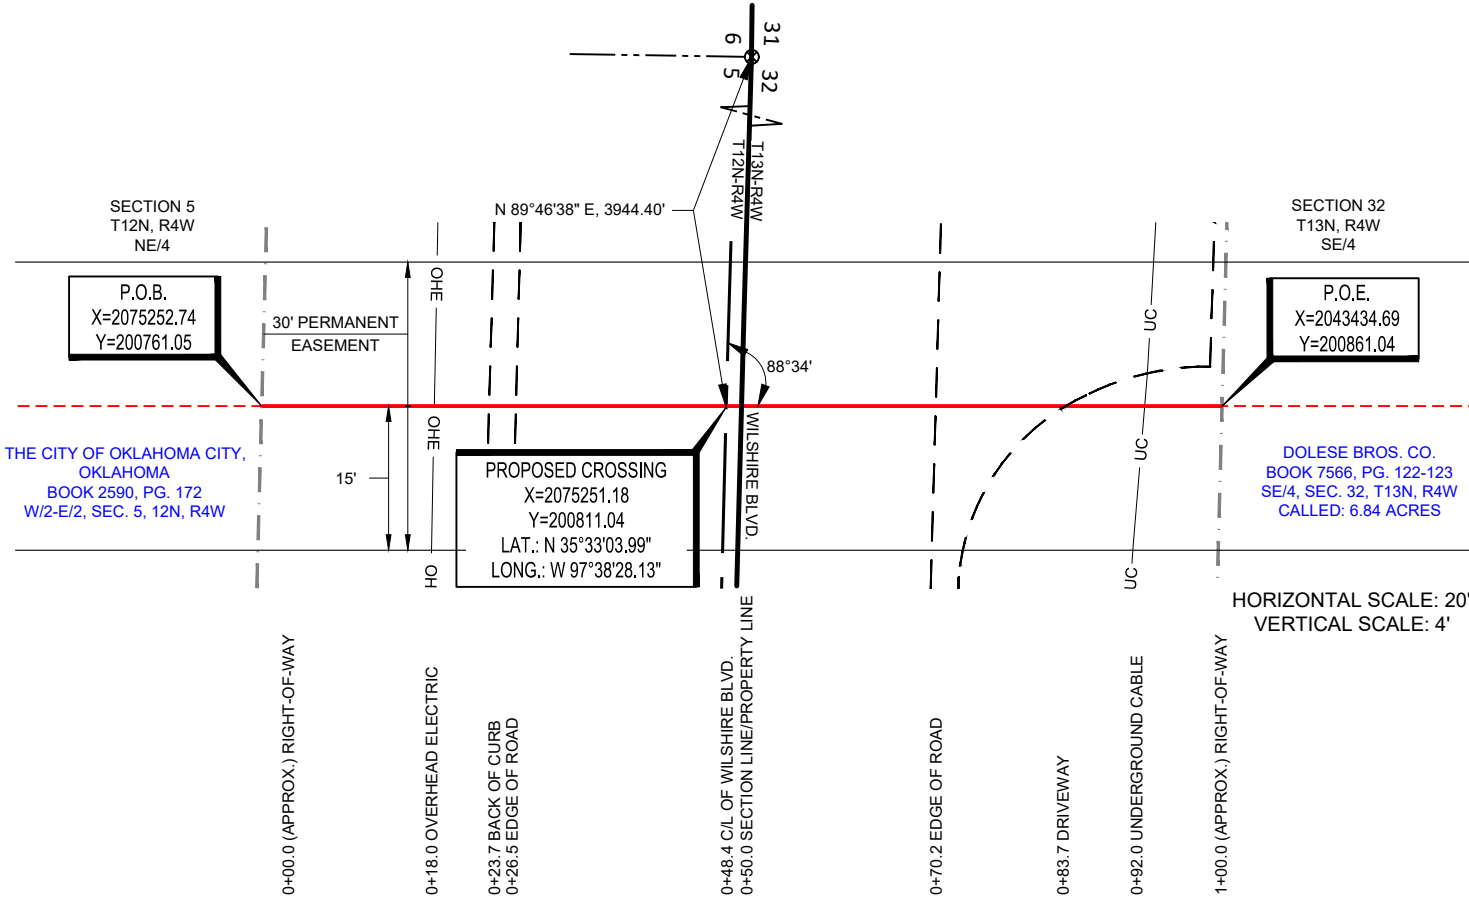 31
6
5
32
T13N-R4W
T12N-R4W
N 89°46'38" E, 3944.40'
SECTION 5
T12N, R4W
NE/4
SECTION 32
T13N, R4W
SE/4
P.O.B.
X=2075252.74
Y=200761.05
30' PERMANENT
EASEMENT
OHE
UC
P.O.E.
X=2043434.69
Y=200861.04
88°34'
THE CITY OF OKLAHOMA CITY,
OKLAHOMA
BOOK 2590, PG. 172
W/2-E/2, SEC. 5, 12N, R4W
15'
OHE
PROPOSED CROSSING
X=2075251.18
Y=200811.04
LAT.: N 35°33'03.99"
LONG.: W 97°38'28.13"
WILSHIRE BLVD.
UC
DOLESE BROS. CO.
BOOK 7566, PG. 122-123
SE/4, SEC. 32, T13N, R4W
CALLED: 6.84 ACRES
OH
UC
HORIZONTAL SCALE: 20'
VERTICAL SCALE: 4'
0+00.0 (APPROX.) RIGHT-OF-WAY
0+18.0 OVERHEAD ELECTRIC
0+23.7 BACK OF CURB
0+26.5 EDGE OF ROAD
0+48.4 C/L OF WILSHIRE BLVD.
0+50.0 SECTION LINE/PROPERTY LINE
0+70.2 EDGE OF ROAD
0+83.7 DRIVEWAY
0+92.0 UNDERGROUND CABLE
1+00.0 (APPROX.) RIGHT-OF-WAY